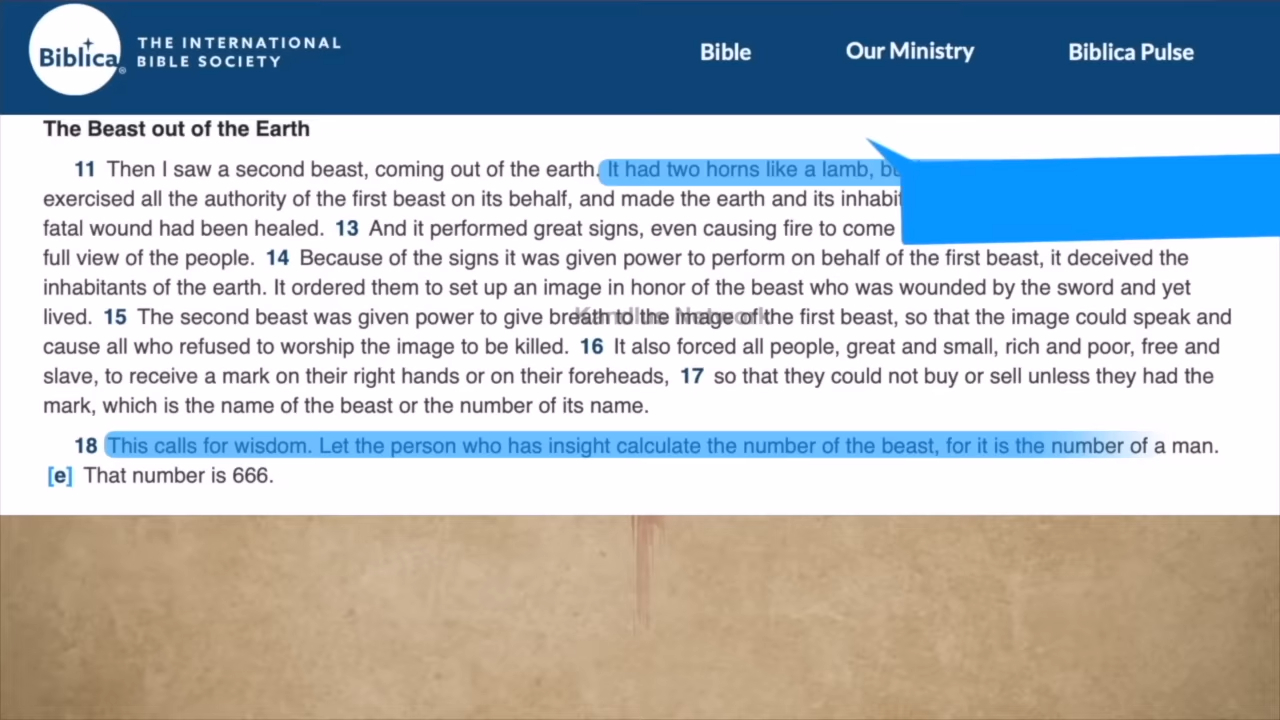 Biblica®
THE INTERNATIONAL
BIBLE SOCIETY
Bible
Our Ministry
Biblica Pulse
The Beast out of the Earth
11 Then I saw a second beast, coming out of the earth. It had two horns like a lamb,
exercised all the authority of the first beast on its behalf, and made the earth and its
fatal wound had been healed. 13 And it performed great signs, even causing fire to come
full view of the people. 14 Because of the signs it was given power to perform on behalf of the first beast, it deceived the
inhabitants of the earth. It ordered them to set up an image in honor of the beast who was wounded by the sword and yet
lived. 15 The second beast was given power to give breath to the image of the first beast, so that the image could speak and
cause all who refused to worship the image to be killed. 16 It also forced all people, great and small, rich and poor, free and
slave, to receive a mark on their right hands or on their foreheads, 17 so that they could not buy or sell unless they had the
mark, which is the name of the beast or the number of its name.
18 This calls for wisdom. Let the person who has insight calculate the number of the beast, for it is the number of a man.
[e] That number is 666.